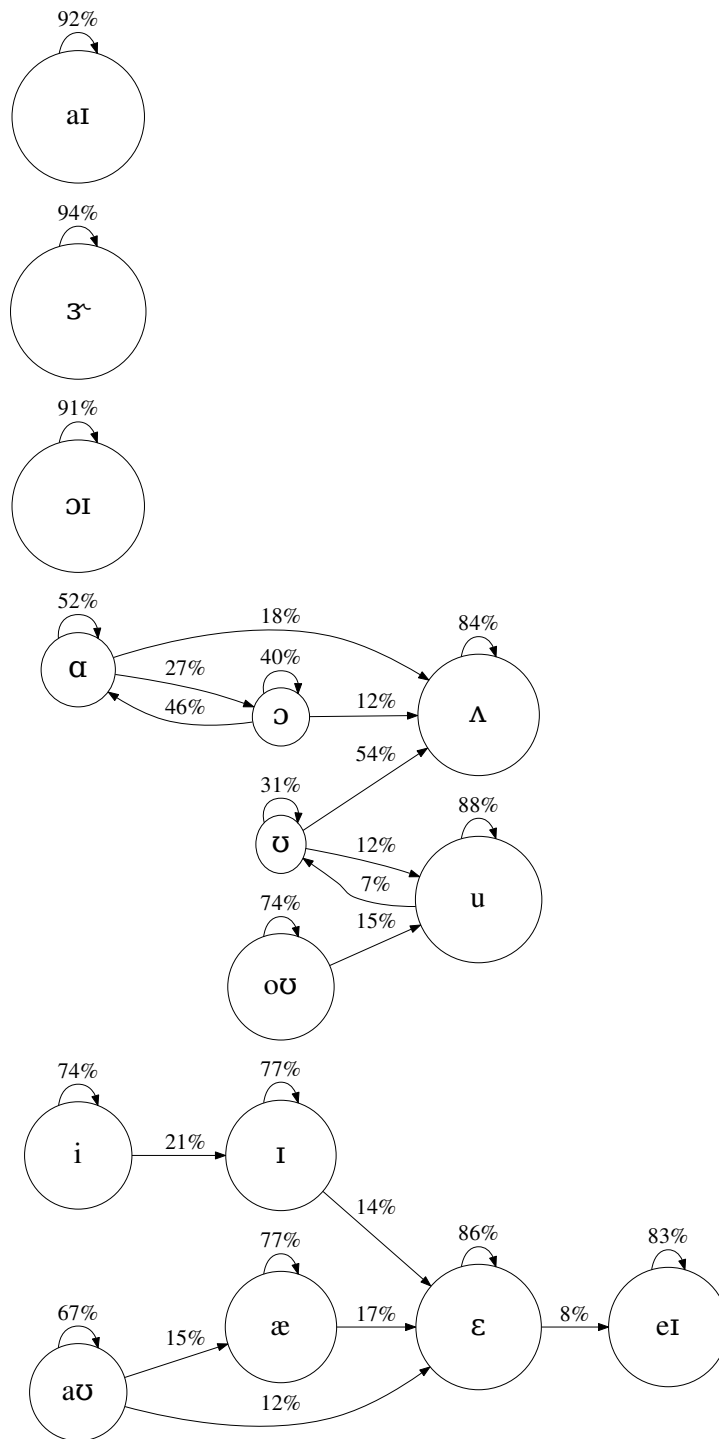 92%
aɪ
94%
ɝ
91%
ɔɪ
52%
ɑ
18%
27%
46%
40%
ɔ
12%
84%
ʌ
54%
31%
ʊ
12%
7%
88%
u
74%
oʊ
15%
74%
i
21%
77%
ɪ
14%
77%
æ
17%
86%
ɛ
8%
83%
eɪ
67%
aʊ
15%
12%